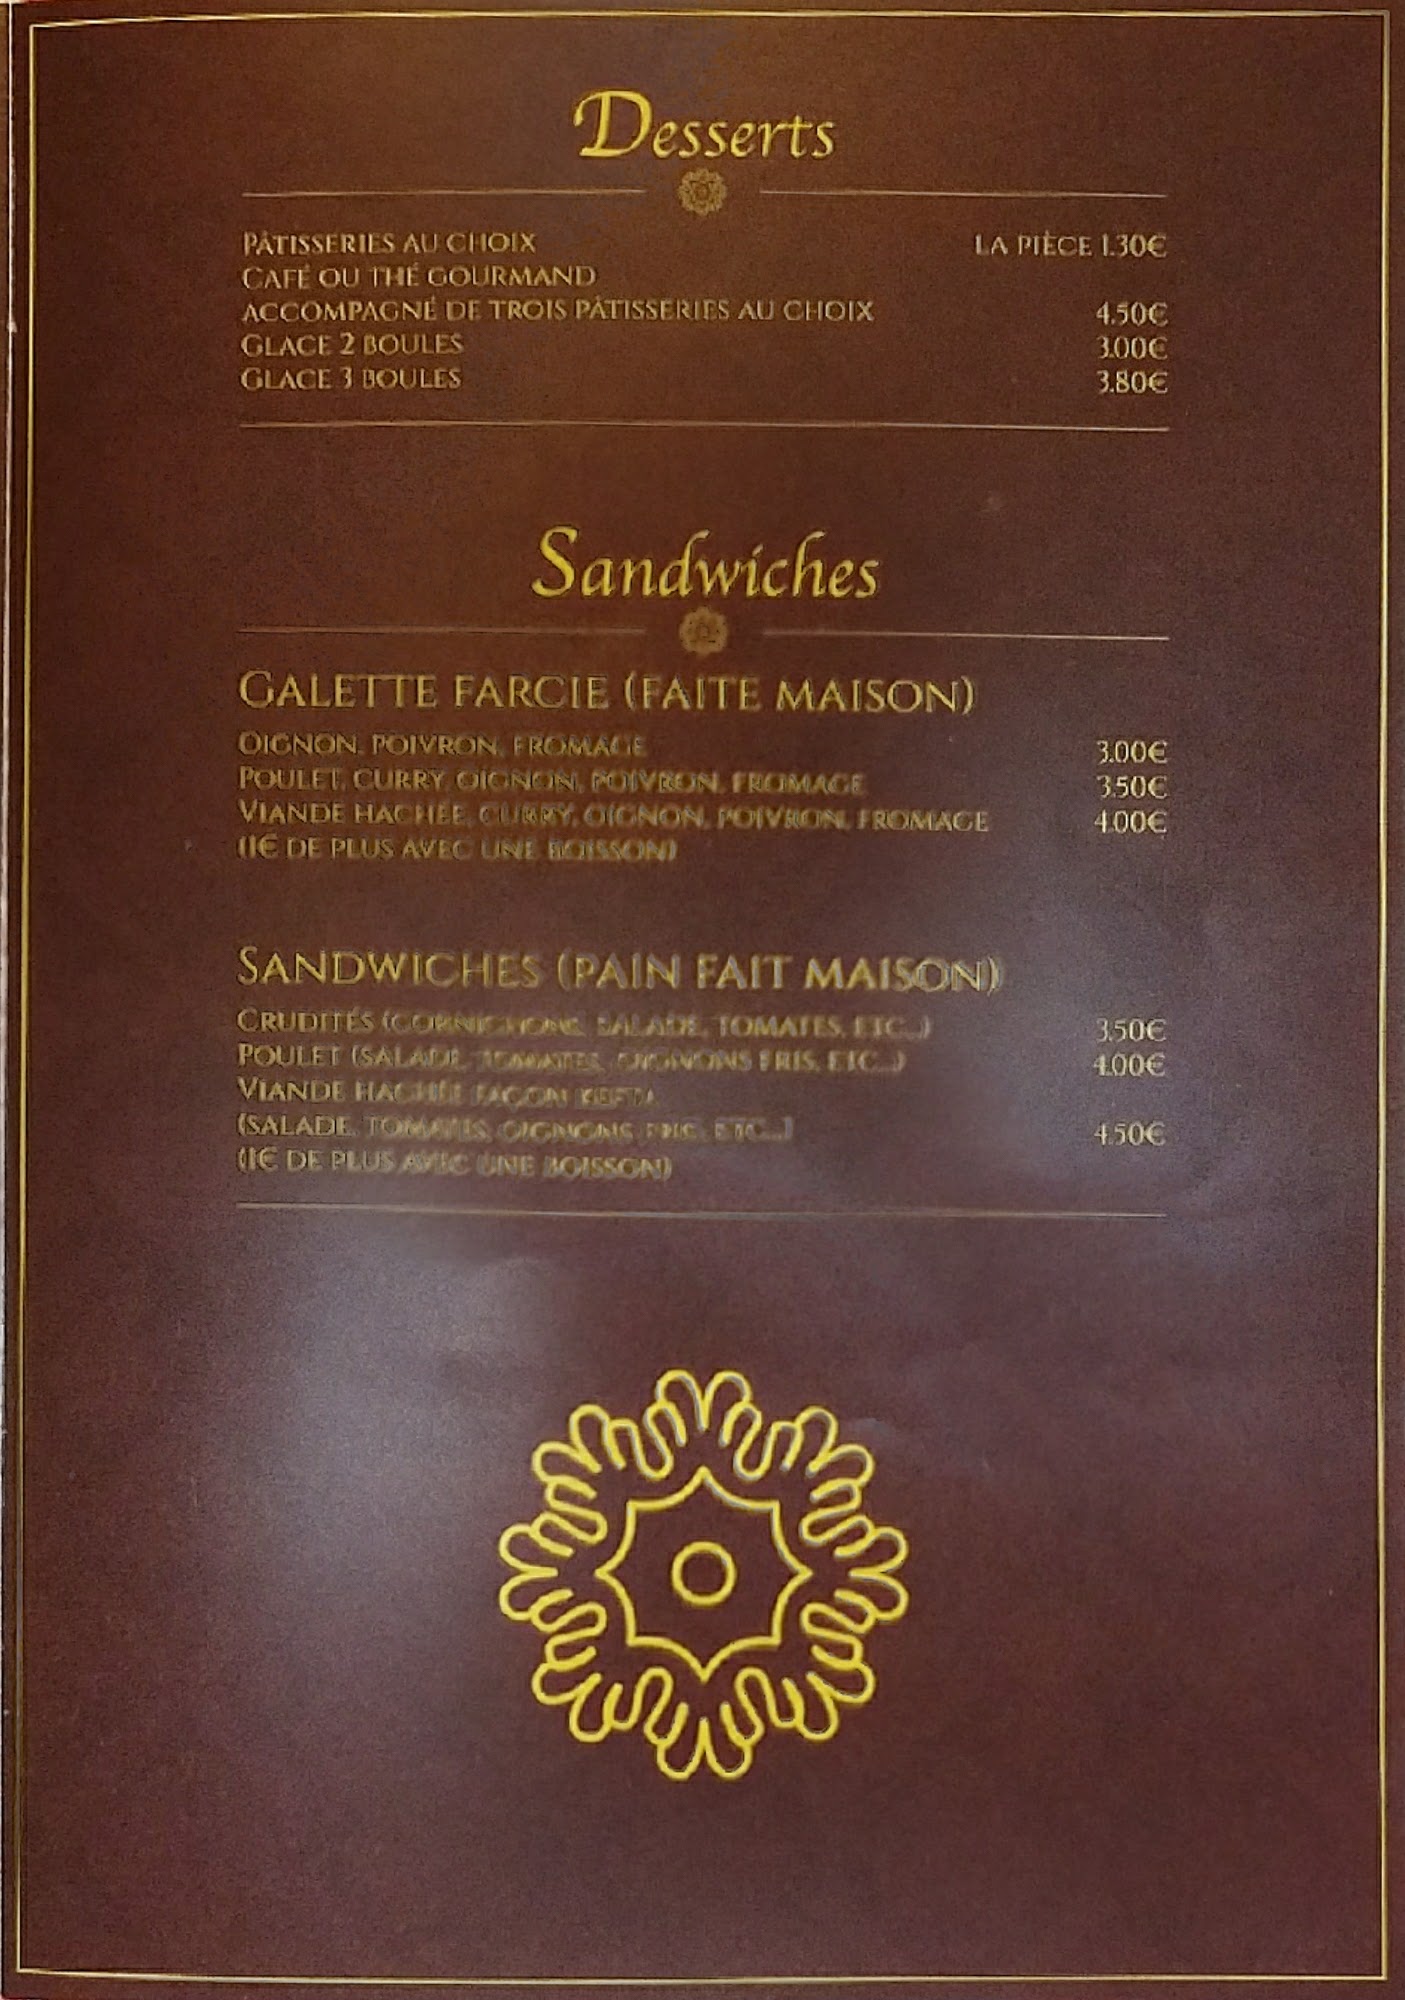 Desserts
PÂTISSERIES AU CHOIX LA PIÈCE 1.30€
CAFÉ OU THÉ GOURMAND
ACCOMPAGNÉ DE TROIS PÂTISSERIES AU CHOIX 4.50€
GLACE 2 BOULES 3.00€
GLACE 3 BOULES 3.80€
Sandwiches
GALETTE FARCIE (FAITE MAISON)
OIGNON, POIVRON, FROMAGE 3.00€
POULET, CURRY, OIGNON, POIVRON, FROMAGE 3.50€
VIANDE HACHÉE, CURRY, OIGNON, POIVRON, FROMAGE 4.00€
(1€ DE PLUS AVEC UNE BOISSON)
SANDWICHES (PAIN FAIT MAISON)
CRUDITÉS (CORNICHONS, SALADE, TOMATES, ETC...) 3.50€
POULET (SALADE, TOMATES, OIGNONS FRIS, ETC...) 4.00€
VIANDE HACHÉE FAÇON KEFTA
(SALADE, TOMATES, OIGNONS FRIS, ETC...) 4.50€
(1€ DE PLUS AVEC UNE BOISSON)